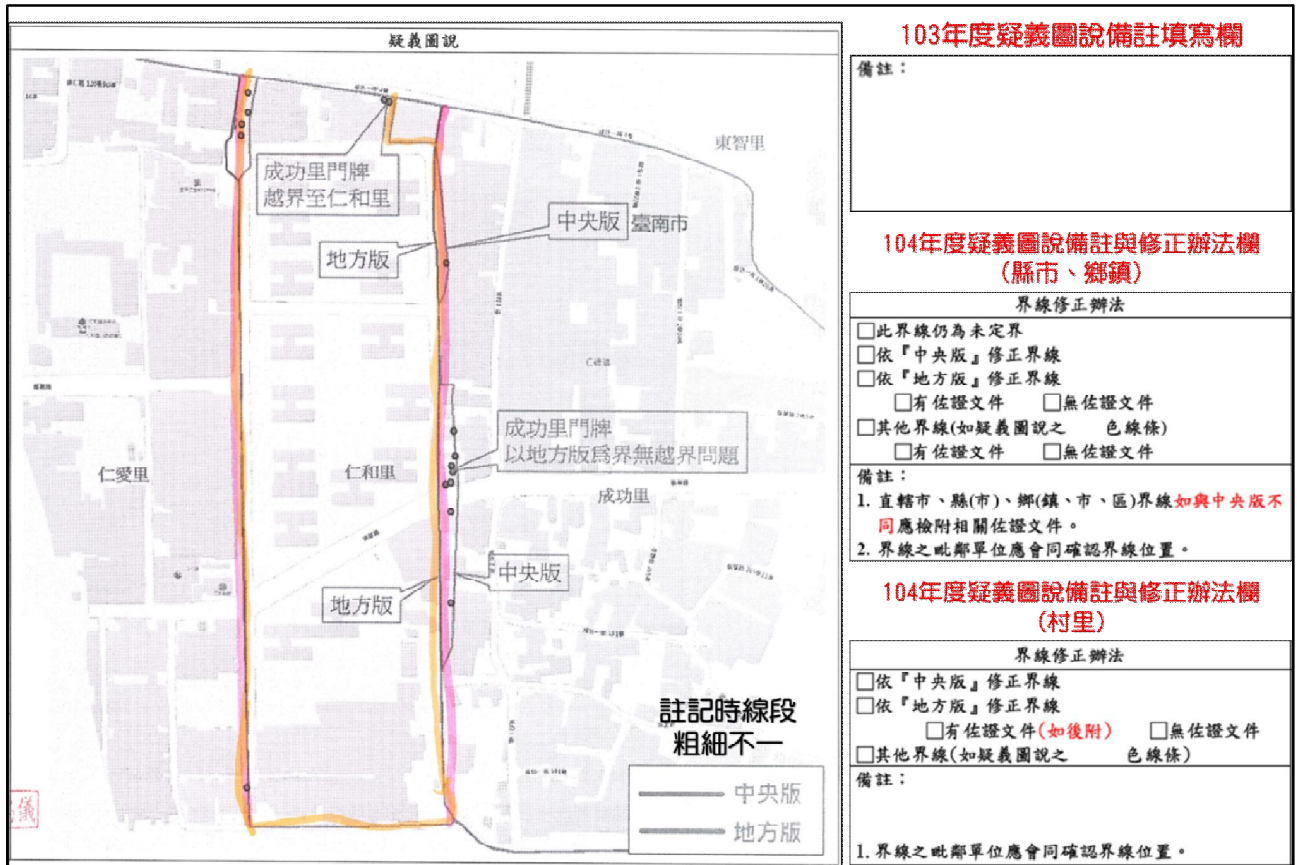 疑義圖說
東智里
成功里門牌
越界至仁和里
中央版
臺南市
地方版
成功里門牌
以地方版為界無越界問題
仁愛里
仁和里
成功里
中央版
地方版
註記時線段
粗細不一
中央版
地方版
儀
103年度疑義圖說備註填寫欄
備註：
104年度疑義圖說備註與修正辦法欄
(縣市、鄉鎮)
界線修正辦法
□此界線仍為未定界
□依『中央版』修正界線
□依『地方版』修正界線
□有佐證文件 □無佐證文件
□其他界線(如疑義圖說之 色線條)
□有佐證文件 □無佐證文件
備註：
1. 直轄市、縣(市)、鄉(鎮、市、區)界線如與中央版不
同應檢附相關佐證文件。
2. 界線之毗鄰單位應會同確認界線位置。
104年度疑義圖說備註與修正辦法欄
(村里)
界線修正辦法
□依『中央版』修正界線
□依『地方版』修正界線
□有佐證文件(如後附) □無佐證文件
□其他界線(如疑義圖說之 色線條)
備註：
1. 界線之毗鄰單位應會同確認界線位置。